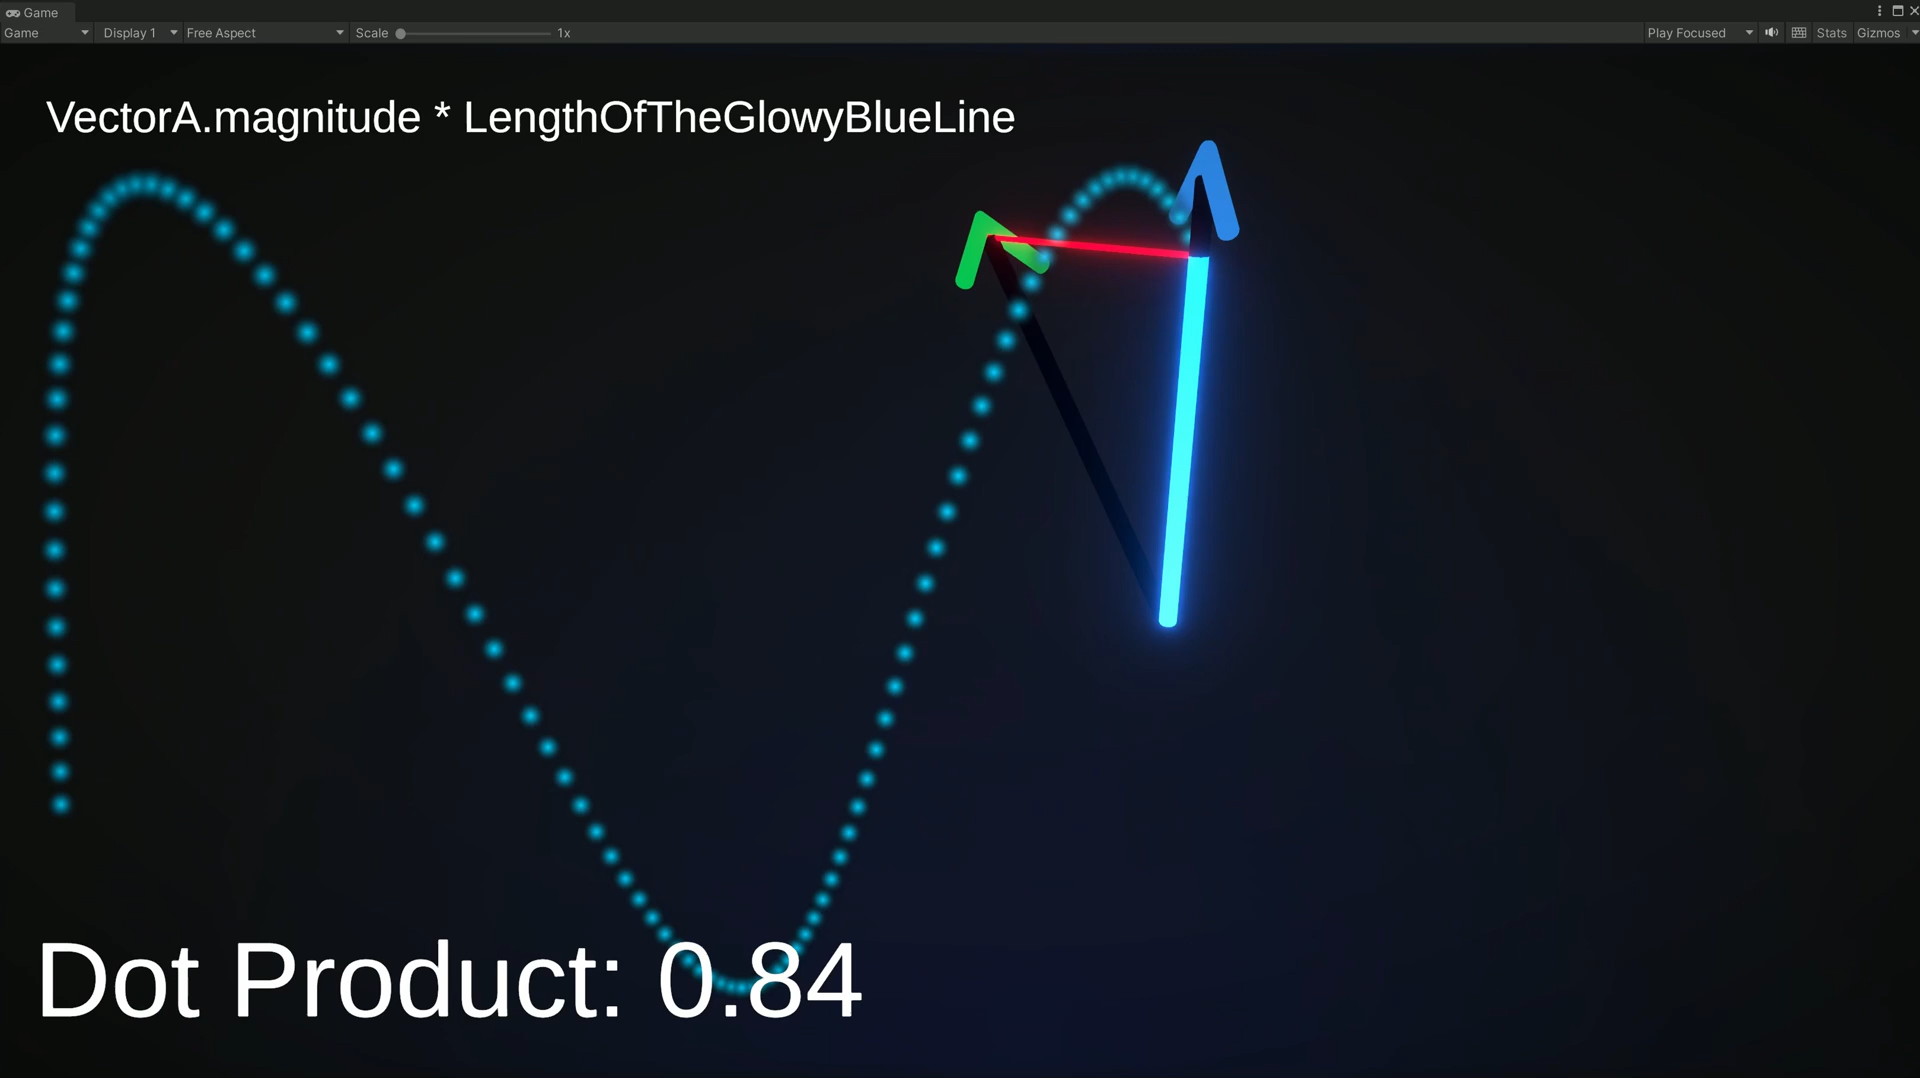 Game
Game Display 1 Free Aspect Scale 1x Play Focused Stats Gizmos
VectorA.magnitude * LengthOfTheGlowyBlueLine
Dot Product: 0.84